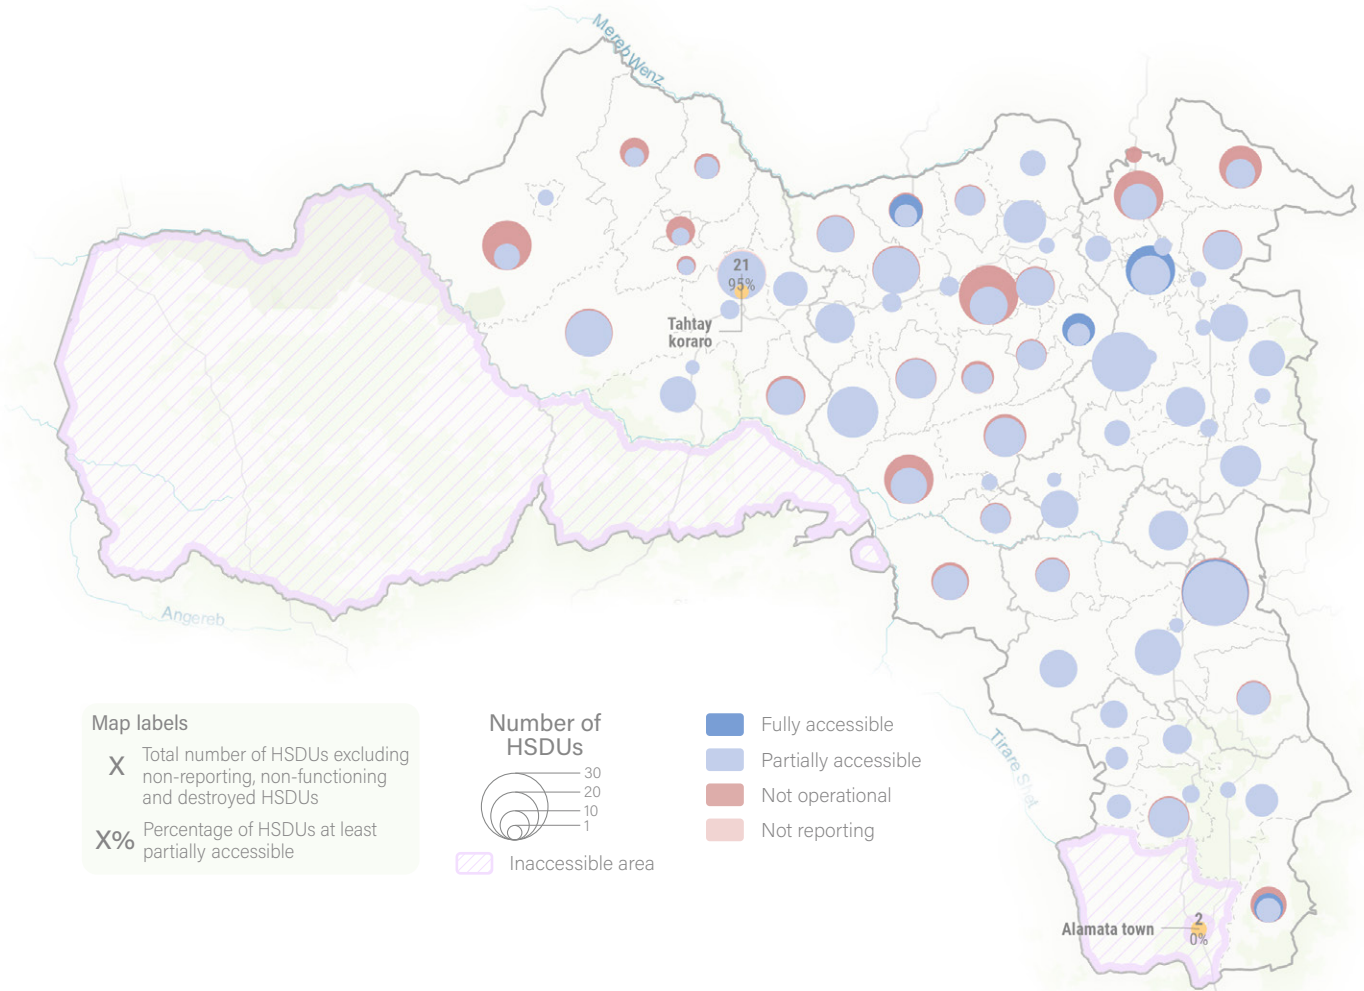 Mereb Wenz
21
95%
Tahtay
koraro
Angereb
Tirare Shet
Map labels
X
Total number of HSDUs excluding
non-reporting, non-functioning
and destroyed HSDUs
X%
Percentage of HSDUs at least
partially accessible
Number of
HSDUs
30
20
10
1
Inaccessible area
Fully accessible
Partially accessible
Not operational
Not reporting
Alamata town
2
0%